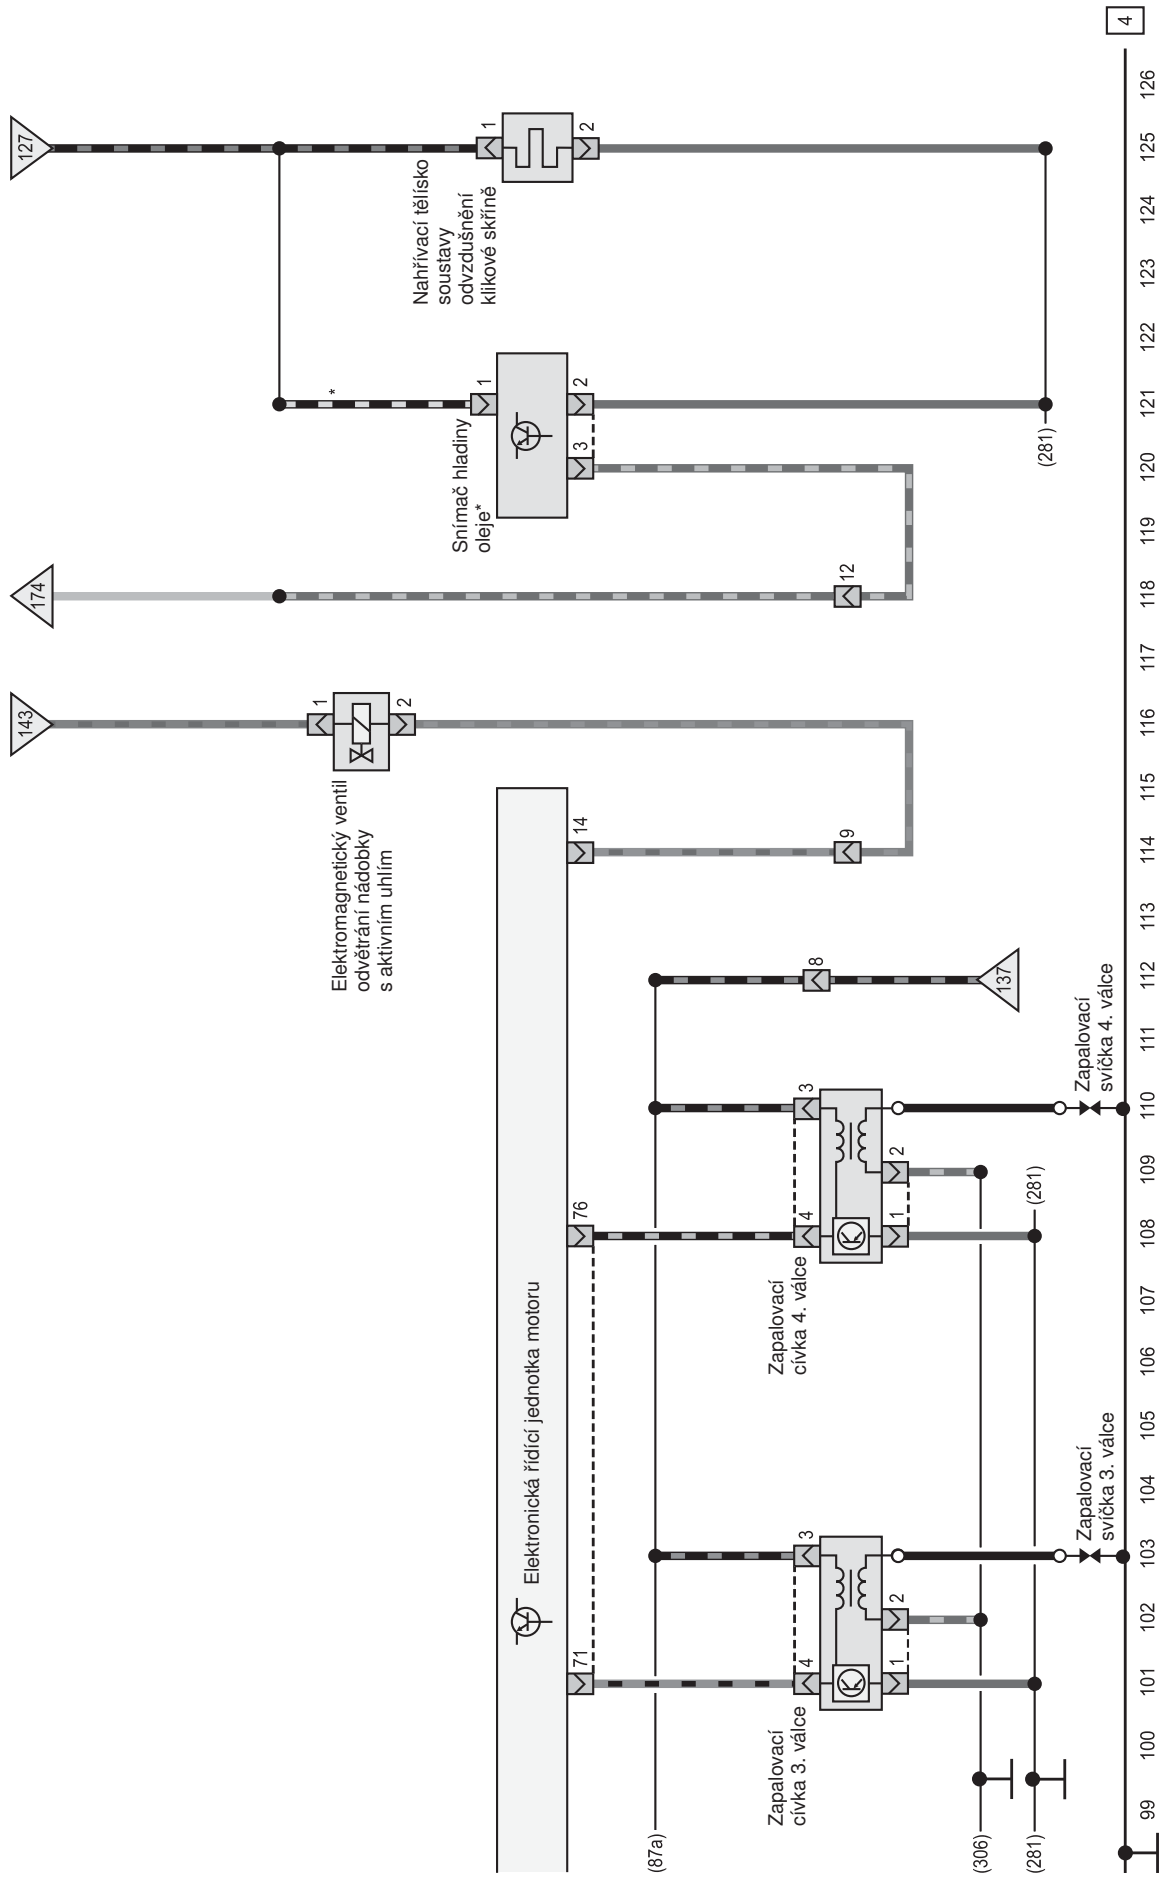 127
1
2
Nahřívací tělísko
soustavy
odvzdušnění
klikové skříně
*
1
2
3
Snímač hladiny
oleje*
(281)
174
12
143
1
2
Elektromagnetický ventil
odvětrání nádobky
s aktivním uhlím
14
9
8
137
Elektronická řídící jednotka motoru
76
71
3
4
2
1
Zapalovací
cívka 4. válce
Zapalovací
svíčka 4. válce
(281)
3
4
2
1
Zapalovací
cívka 3. válce
Zapalovací
svíčka 3. válce
(87a)
(306)
(281)
99 100 101 102 103 104 105 106 107 108 109 110 111 112 113 114 115 116 117 118 119 120 121 122 123 124 125 126
4